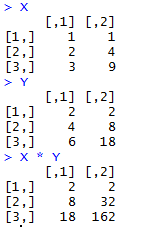 > X
     [,1] [,2]
[1,]    1    1
[2,]    2    4
[3,]    3    9
> Y
     [,1] [,2]
[1,]    2    2
[2,]    4    8
[3,]    6   18
> X * Y
     [,1] [,2]
[1,]    2    2
[2,]    8   32
[3,]   18  162